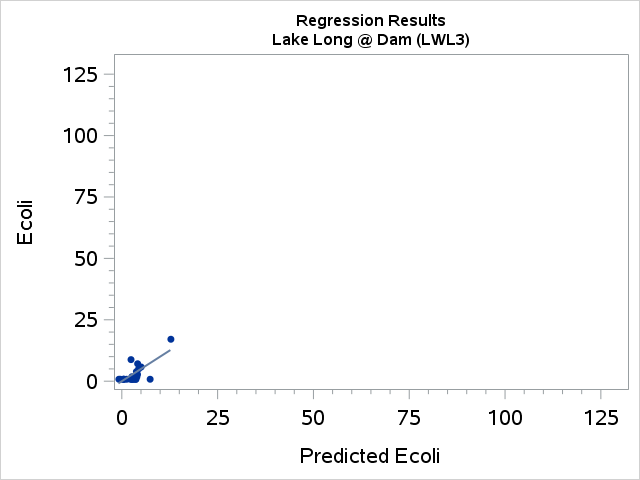 Regression Results
Lake Long @ Dam (LWL3)
125
100
75
50
25
0
Ecoli
0 25 50 75 100 125
Predicted Ecoli